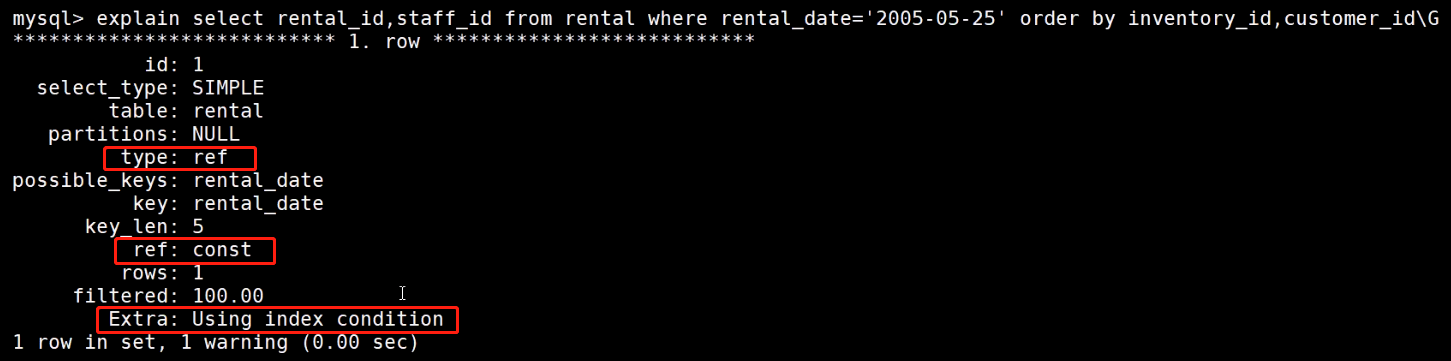 mysql> explain select rental_id,staff_id from rental where rental_date='2005-05-25' order by inventory_id,customer_id\G
*************************** 1. row ***************************
id: 1
select_type: SIMPLE
table: rental
partitions: NULL
type: ref
possible_keys: rental_date
key: rental_date
key_len: 5
ref: const
rows: 1
filtered: 100.00
Extra: Using index condition
1 row in set, 1 warning (0.00 sec)